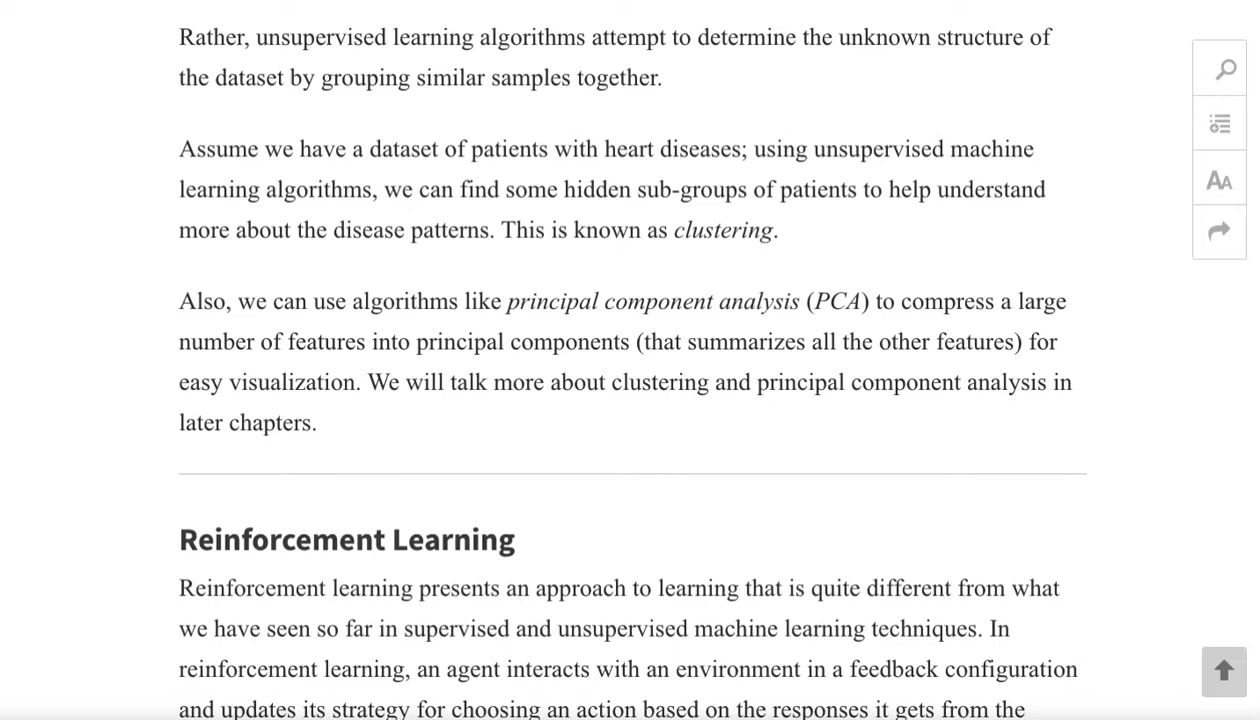 Rather, unsupervised learning algorithms attempt to determine the unknown structure of
the dataset by grouping similar samples together.
Assume we have a dataset of patients with heart diseases; using unsupervised machine
learning algorithms, we can find some hidden sub-groups of patients to help understand
more about the disease patterns. This is known as clustering.
Also, we can use algorithms like principal component analysis (PCA) to compress a large
number of features into principal components (that summarizes all the other features) for
easy visualization. We will talk more about clustering and principal component analysis in
later chapters.
Reinforcement Learning
Reinforcement learning presents an approach to learning that is quite different from what
we have seen so far in supervised and unsupervised machine learning techniques. In
reinforcement learning, an agent interacts with an environment in a feedback configuration
and updates its strategy for choosing an action based on the responses it gets from the
AA